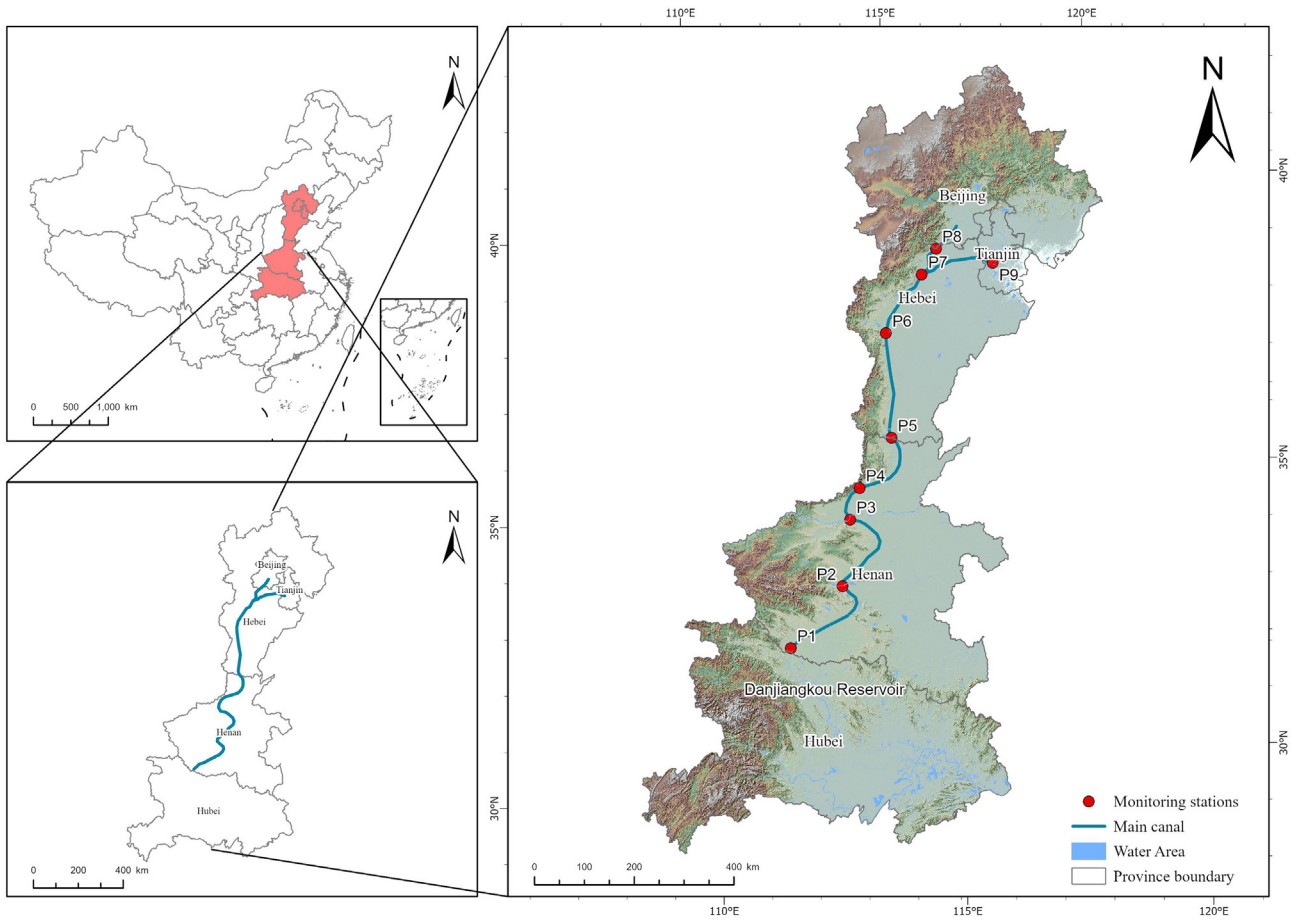 110°E
115°E
120°E
N
0 500 1,000 km
40°N
N
Beijing
Tianjin
Hebei
Henan
Hubei
0 200 400 km
35°N
30°N
N
Beijing
P8
Tianjin
P7
P9
Hebei
P6
P5
P4
P3
P2
Henan
P1
Danjiangkou Reservoir
Hubei
0 100 200 400 km
Monitoring stations
Main canal
Water Area
Province boundary
40°N
35°N
30°N
110°E
115°E
120°E